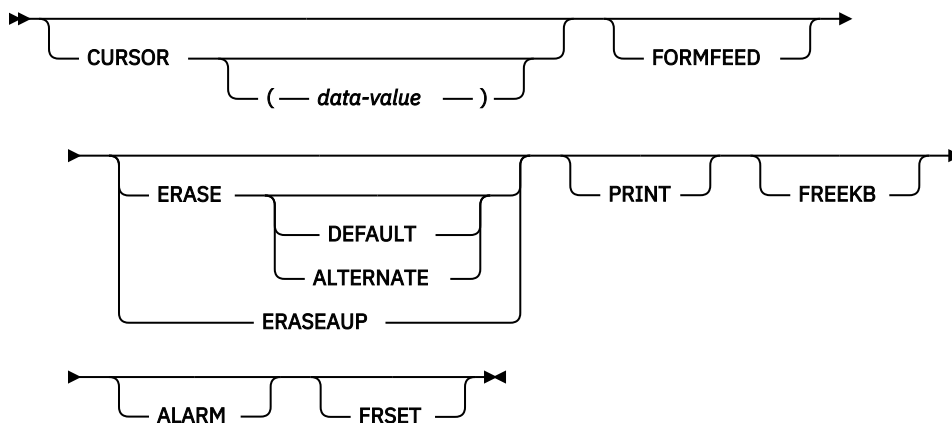 CURSOR
( data-value )
FORMFEED
ERASE
DEFAULT
ALTERNATE
ERASEAUP
PRINT
FREEKB
ALARM
FRSET